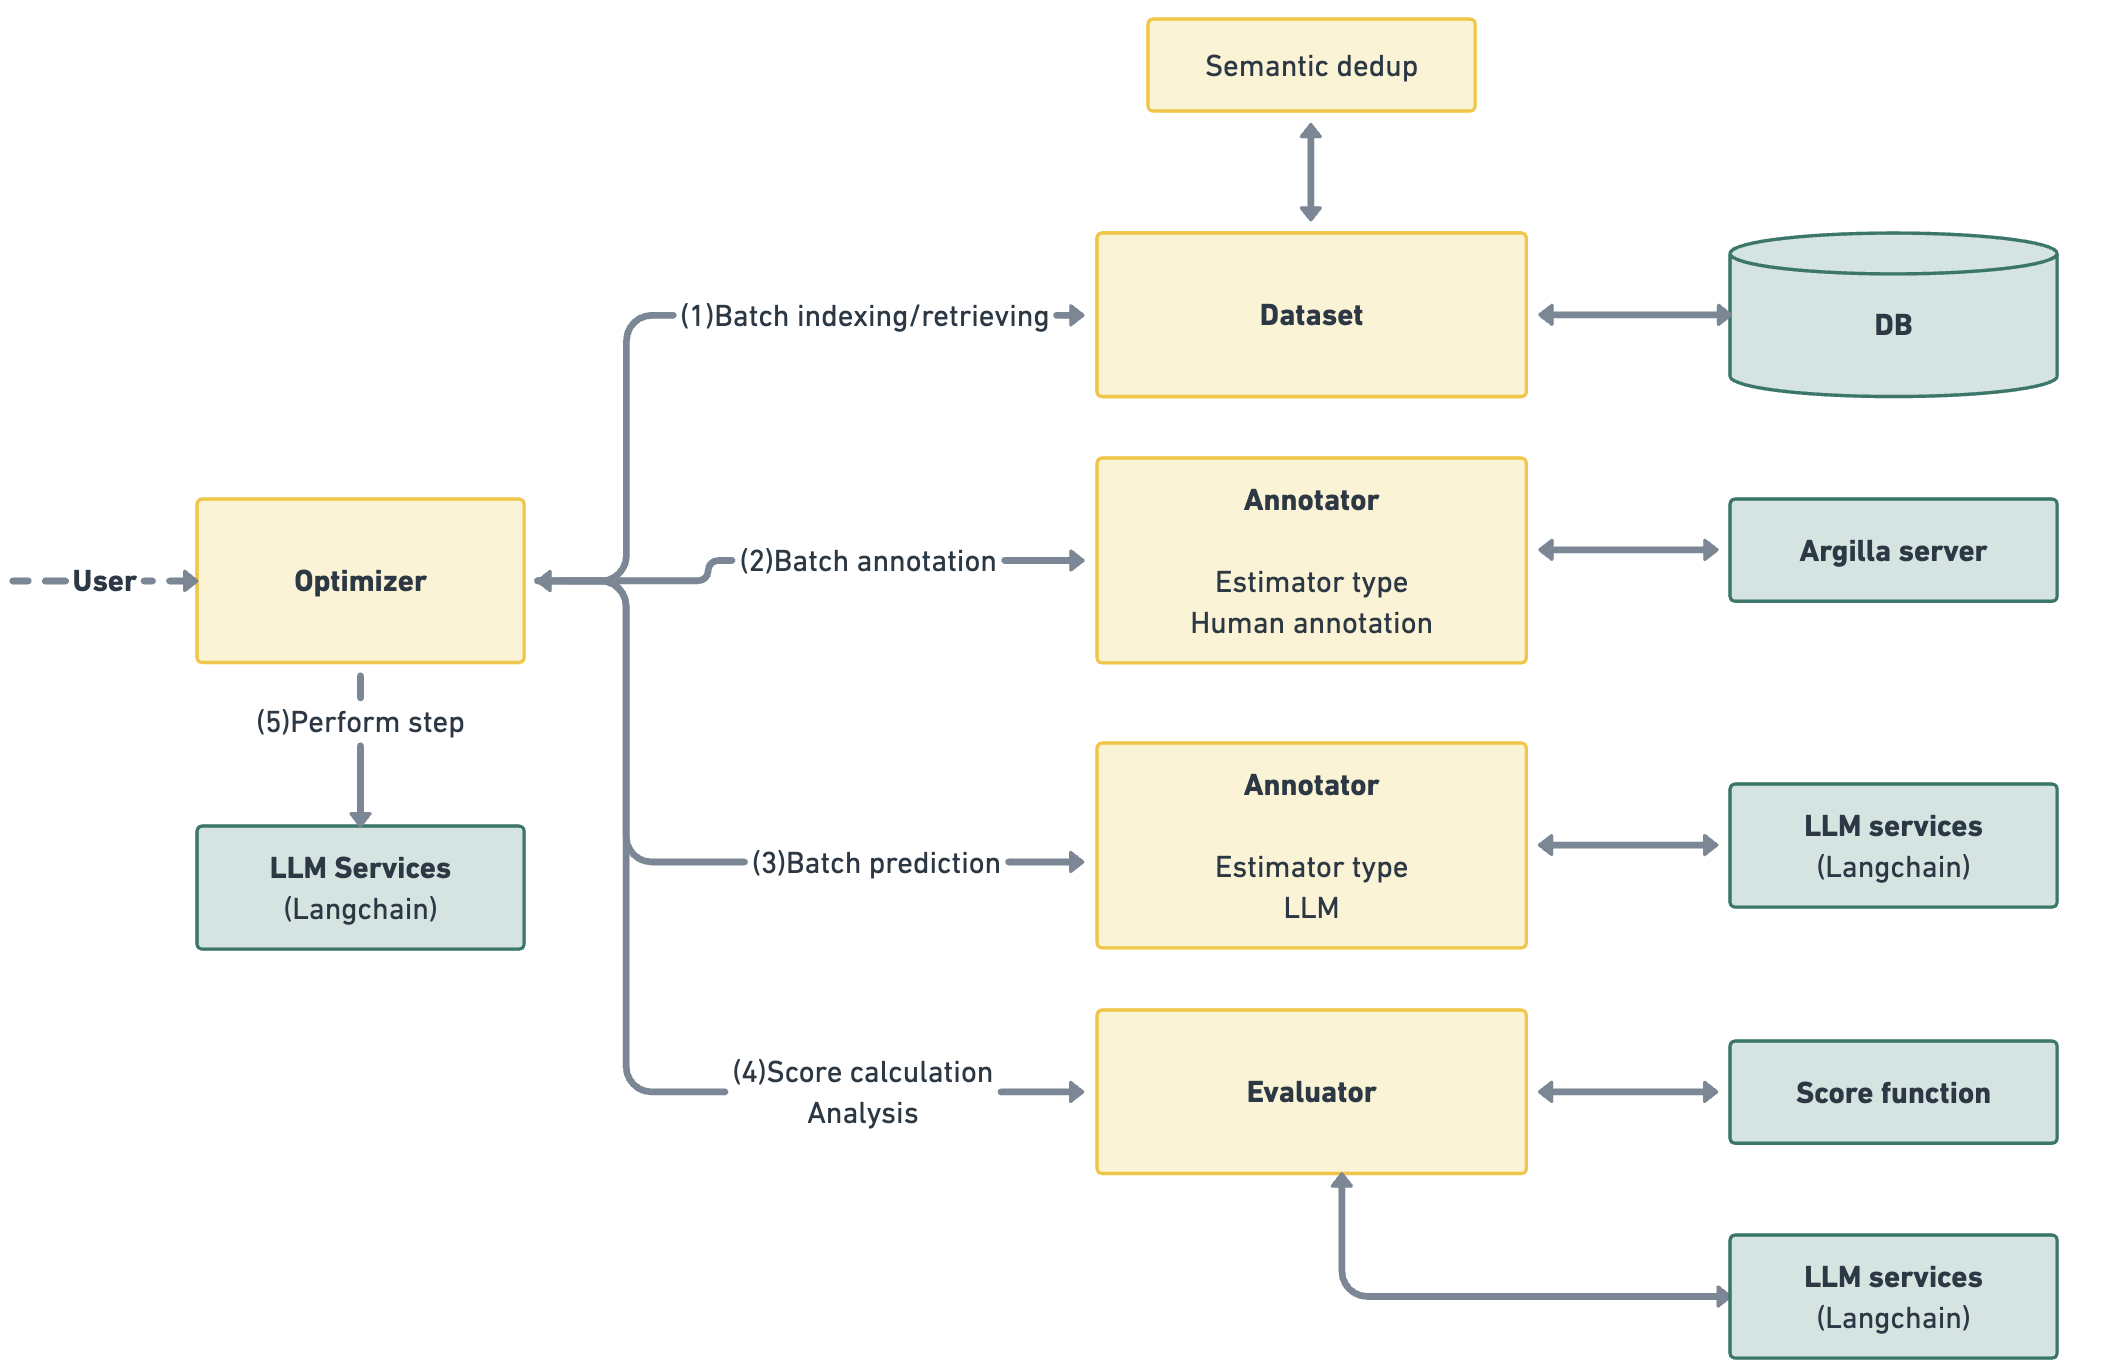 Semantic dedup
(1)Batch indexing/retrieving
Dataset
DB
User
Optimizer
(2)Batch annotation
Annotator
Estimator type
Human annotation
Argilla server
(5)Perform step
LLM Services
(Langchain)
(3)Batch prediction
Annotator
Estimator type
LLM
LLM services
(Langchain)
(4)Score calculation
Analysis
Evaluator
Score function
LLM services
(Langchain)